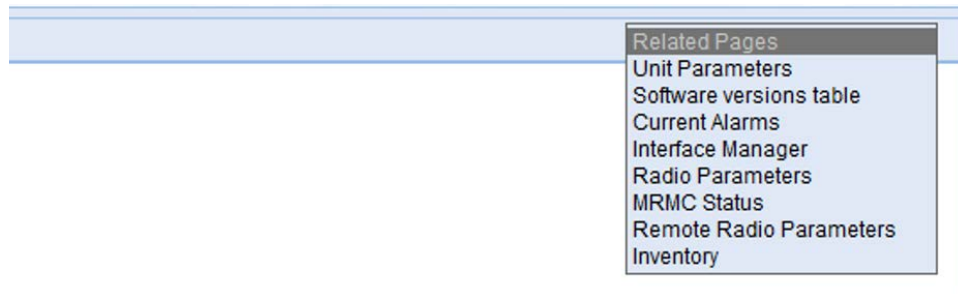 Related Pages
Unit Parameters
Software versions table
Current Alarms
Interface Manager
Radio Parameters
MRMC Status
Remote Radio Parameters
Inventory